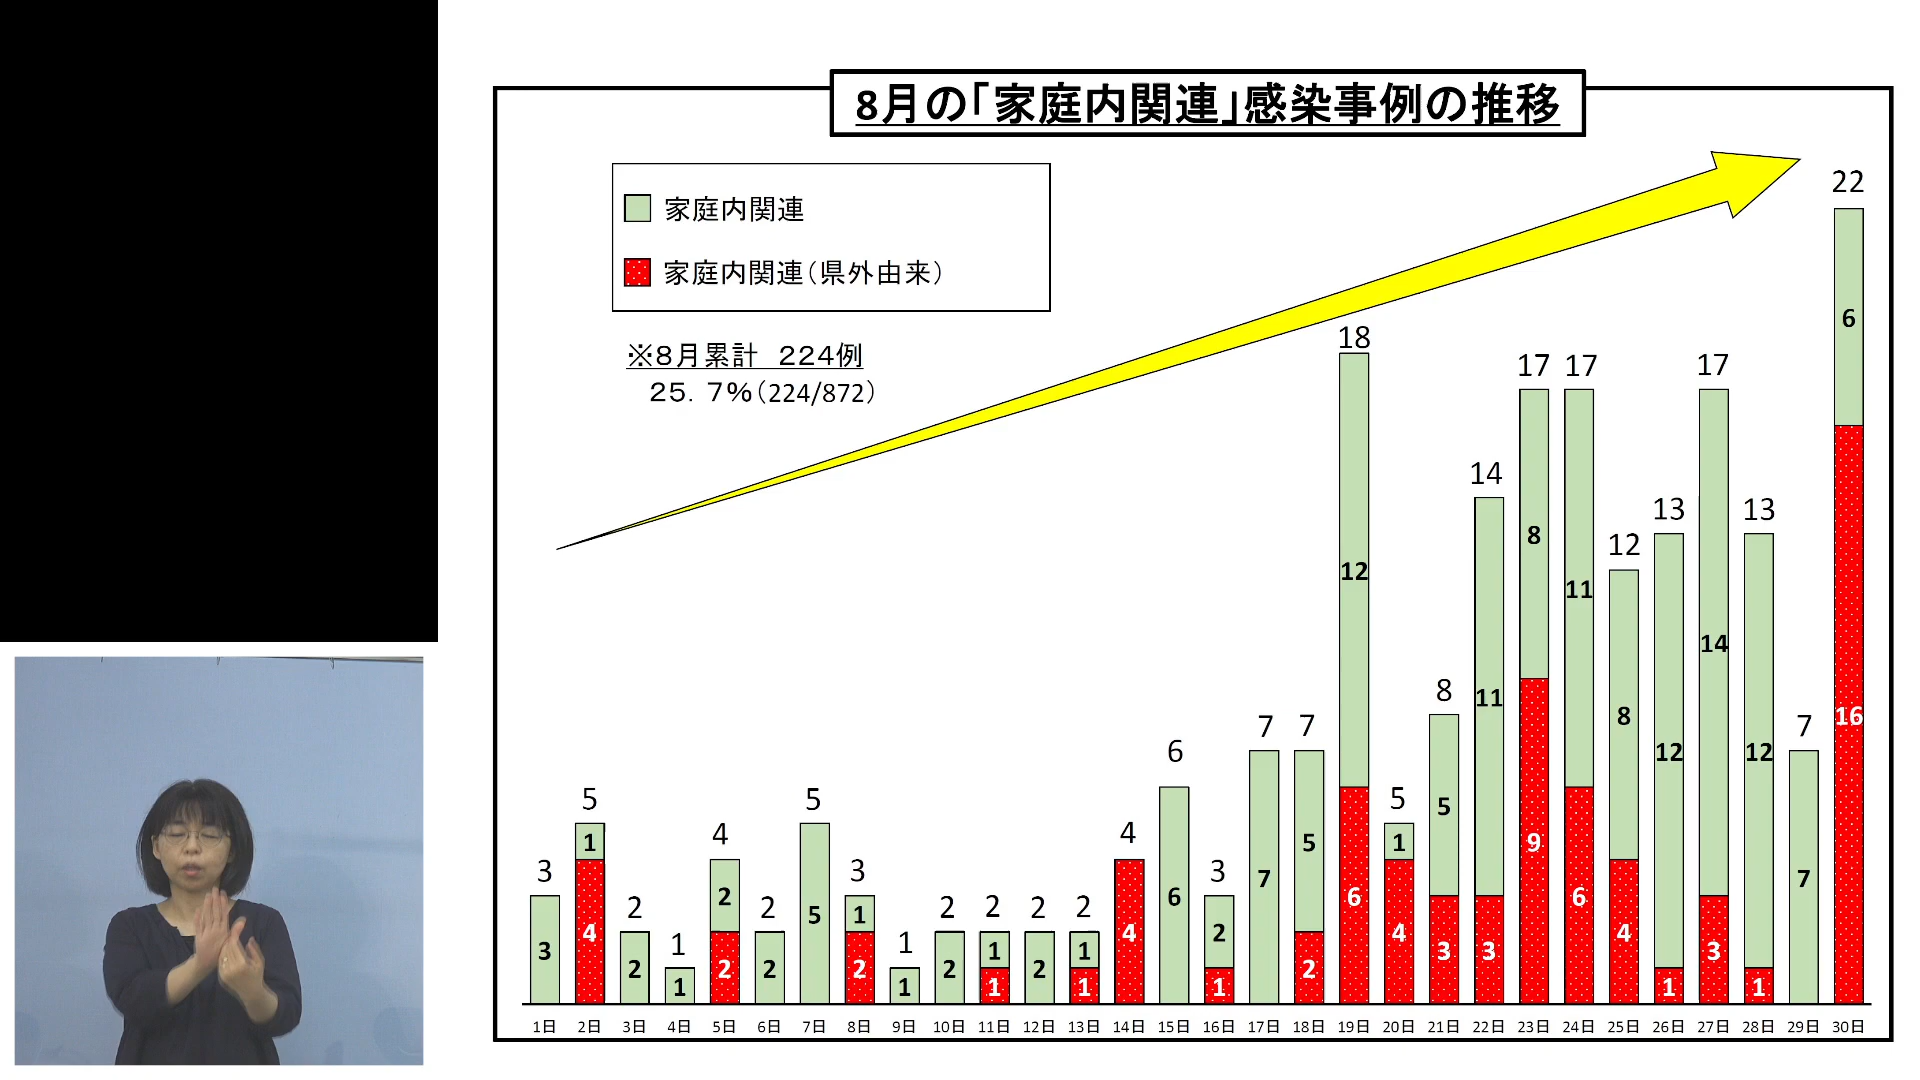 8月の「家庭内関連」感染事例の推移
家庭内関連
家庭内関連（県外由来）
※８月累計　２２４例
２５．７％（224/872）
3 5 2 1 4 2 5 3 1 2 2 2 2 4 6 3 7 7 18 5 8 14 17 17 12 13 17 13 7 22
3 1 2 1 2 2 5 1 1 2 1 2 1 6 2 7 5 12 1 5 11 8 11 8 12 14 12 7 6
4 2 2 1 1 4 1 2 6 4 3 3 9 6 4 1 3 1 16
1日 2日 3日 4日 5日 6日 7日 8日 9日 10日 11日 12日 13日 14日 15日 16日 17日 18日 19日 20日 21日 22日 23日 24日 25日 26日 27日 28日 29日 30日